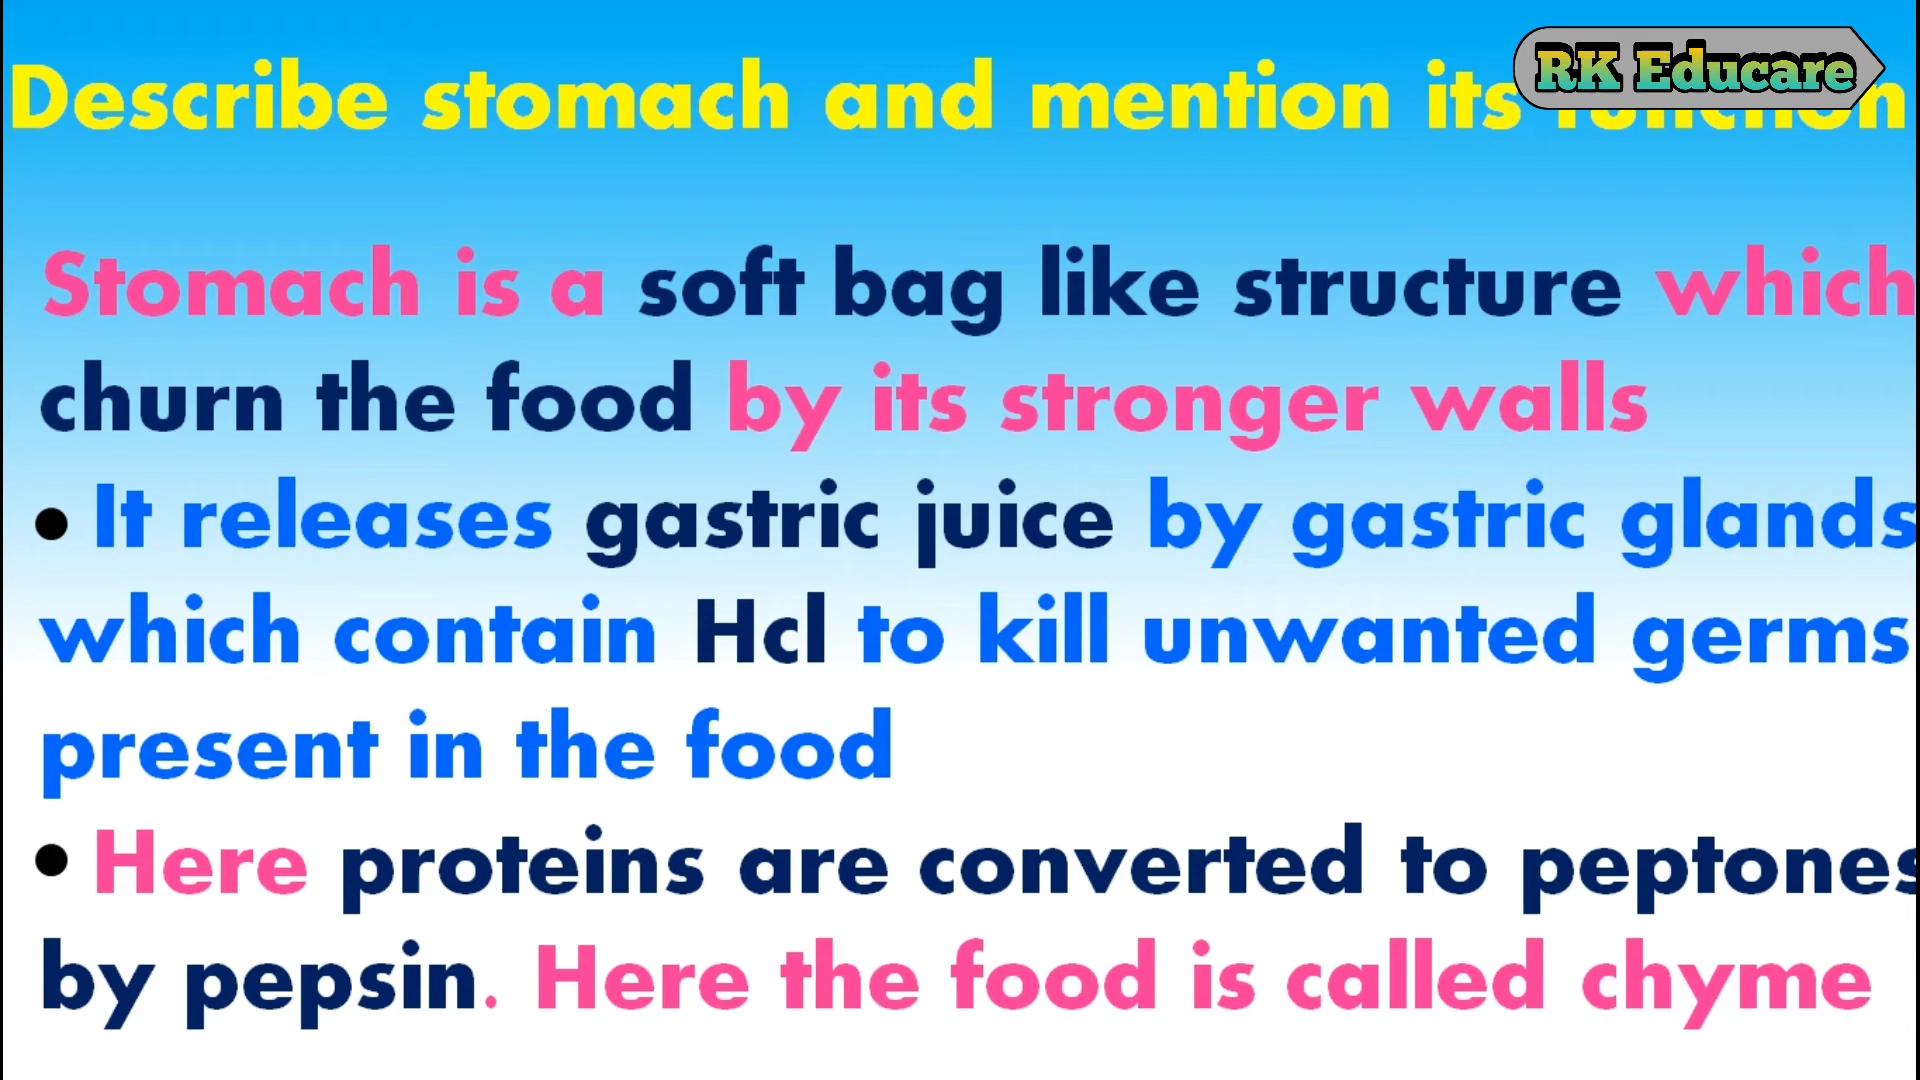 RK Educare
Describe stomach and mention its function
Stomach is a soft bag like structure which
churn the food by its stronger walls
• It releases gastric juice by gastric glands
which contain Hcl to kill unwanted germs
present in the food
• Here proteins are converted to peptones
by pepsin. Here the food is called chyme